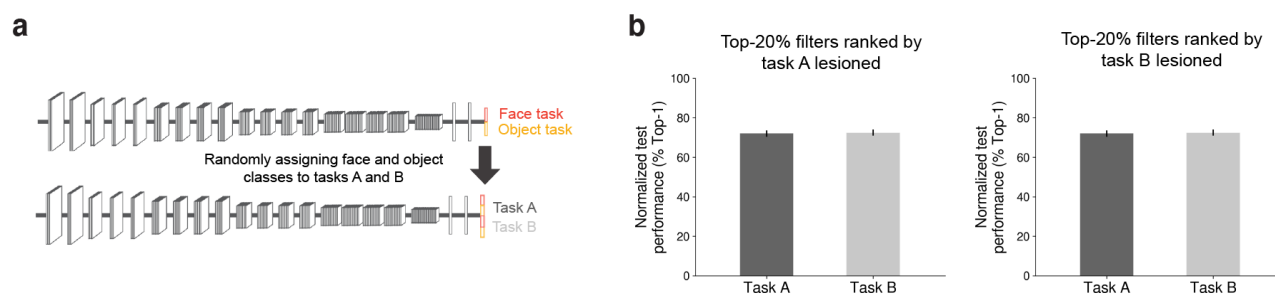 a
Face task
Object task
Randomly assigning face and object
classes to tasks A and B
Task A
Task B
b
Top-20% filters ranked by
task A lesioned
Normalized test
performance (% Top-1)
100
80
60
40
20
0
Task A
Task B
Top-20% filters ranked by
task B lesioned
Normalized test
performance (% Top-1)
100
80
60
40
20
0
Task A
Task B